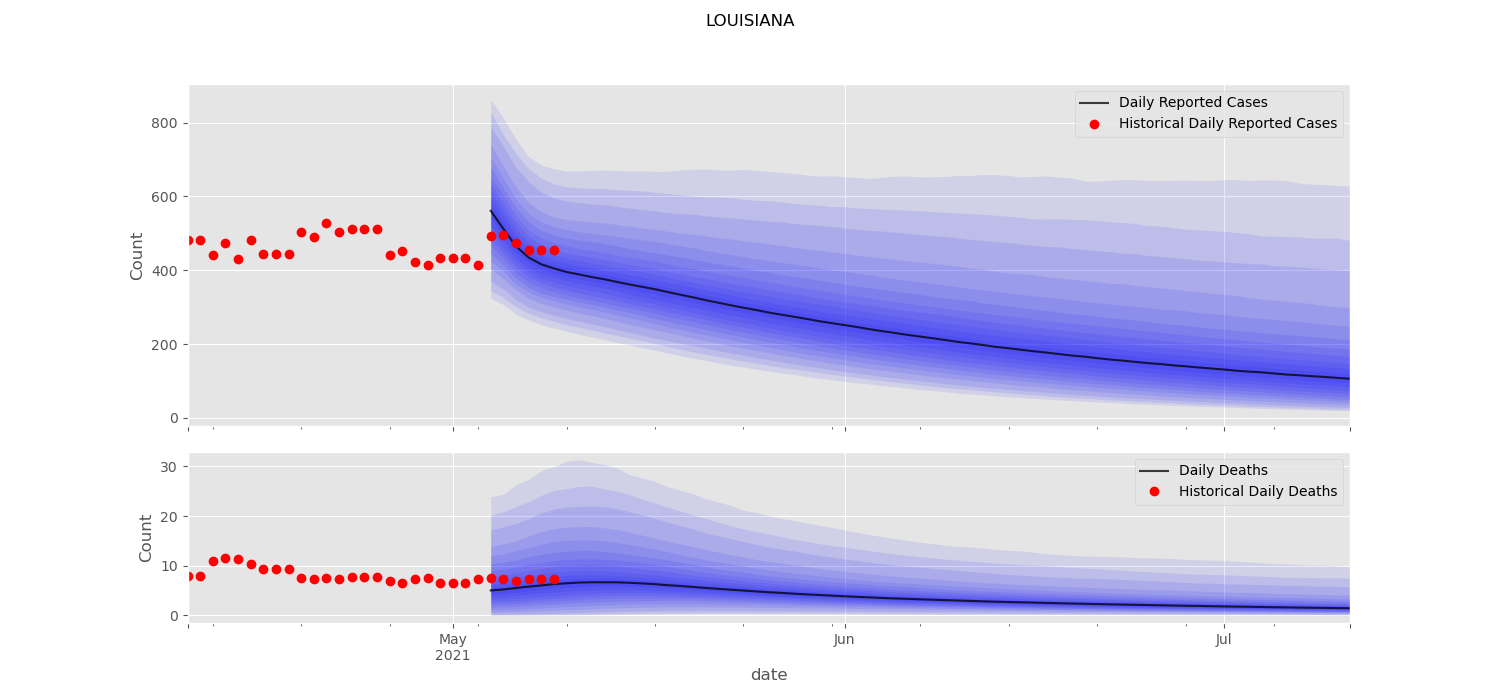 LOUISIANA
Daily Reported Cases
Historical Daily Reported Cases
800
600
400
200
0
Count
Daily Deaths
Historical Daily Deaths
30
20
10
0
Count
May
2021
Jun
Jul
date